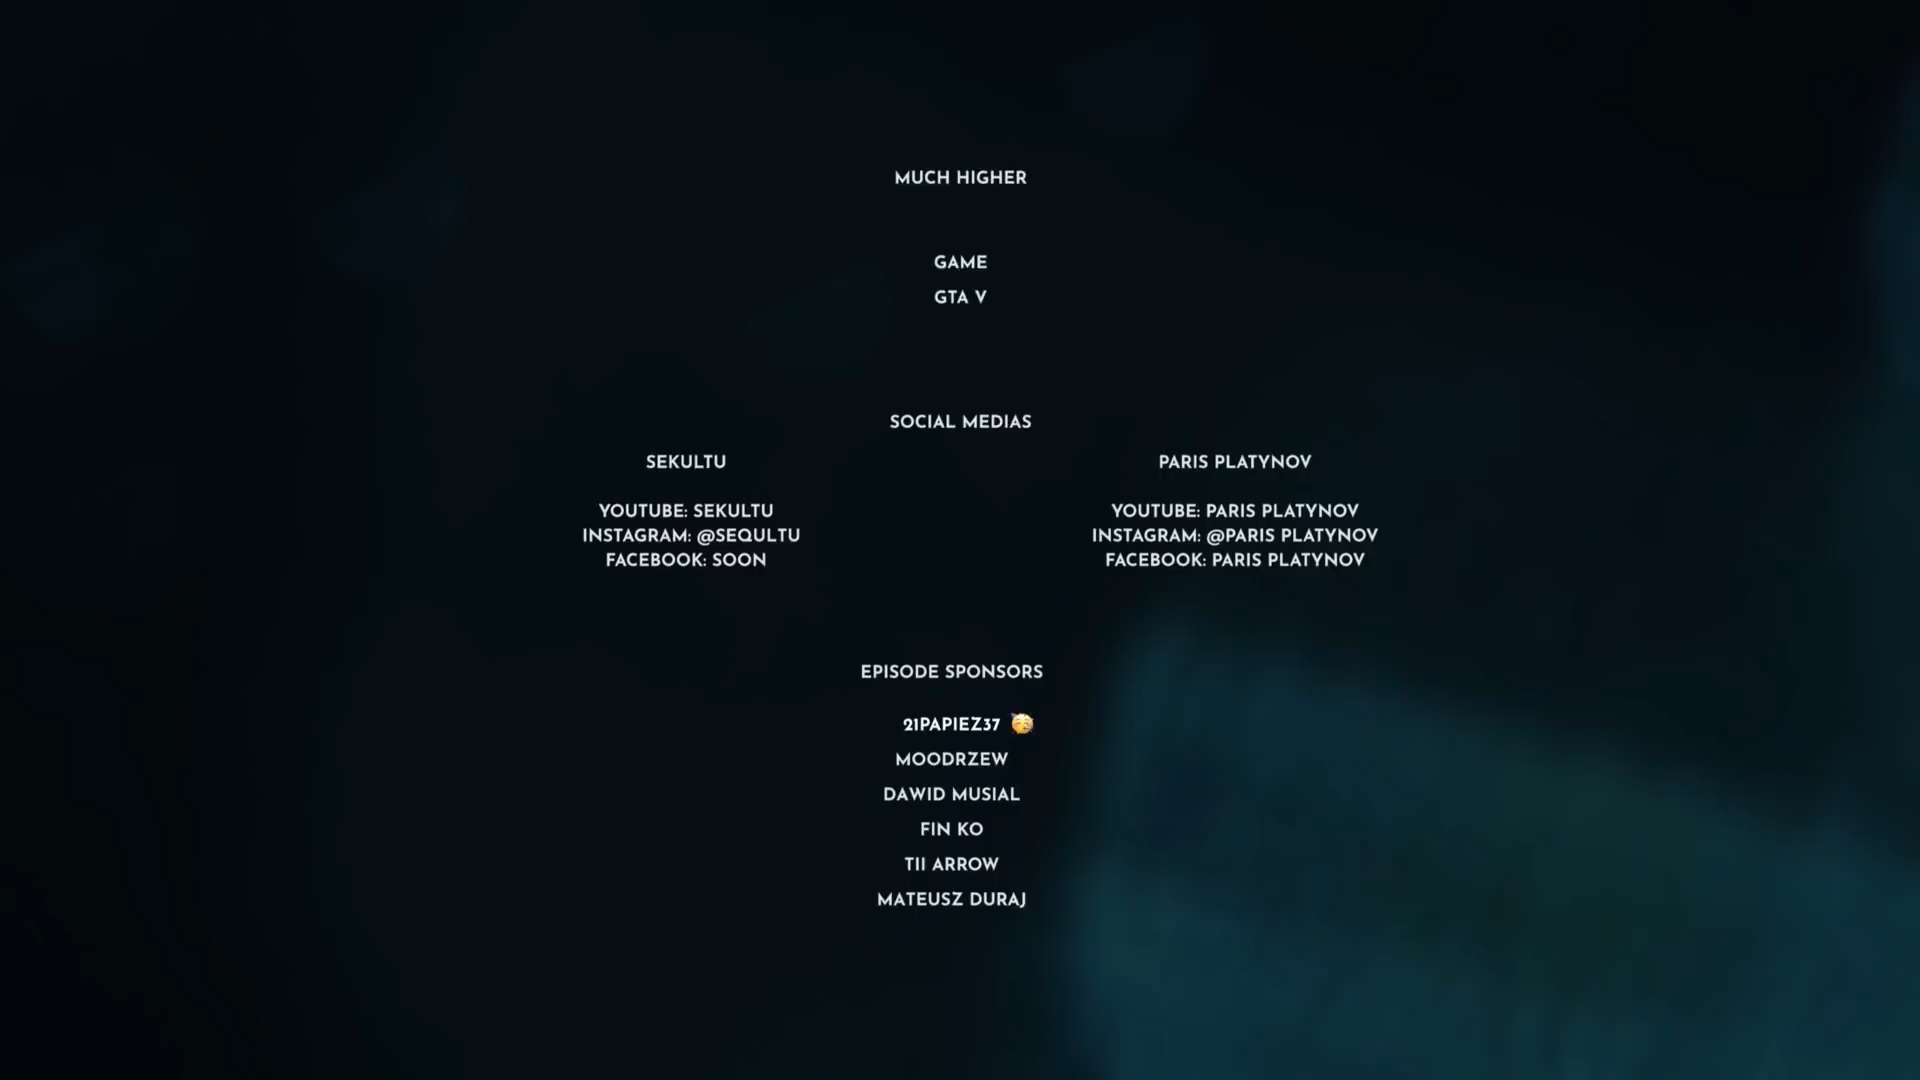 MUCH HIGHER
GAME
GTA V
SOCIAL MEDIAS
SEKULTU
YOUTUBE: SEKULTU
INSTAGRAM: @SEQULTU
FACEBOOK: SOON
PARIS PLATYNOV
YOUTUBE: PARIS PLATYNOV
INSTAGRAM: @PARIS PLATYNOV
FACEBOOK: PARIS PLATYNOV
EPISODE SPONSORS
21PAPIEZ37 🥳
MOODRZEW
DAWID MUSIAL
FIN KO
TII ARROW
MATEUSZ DURAJ